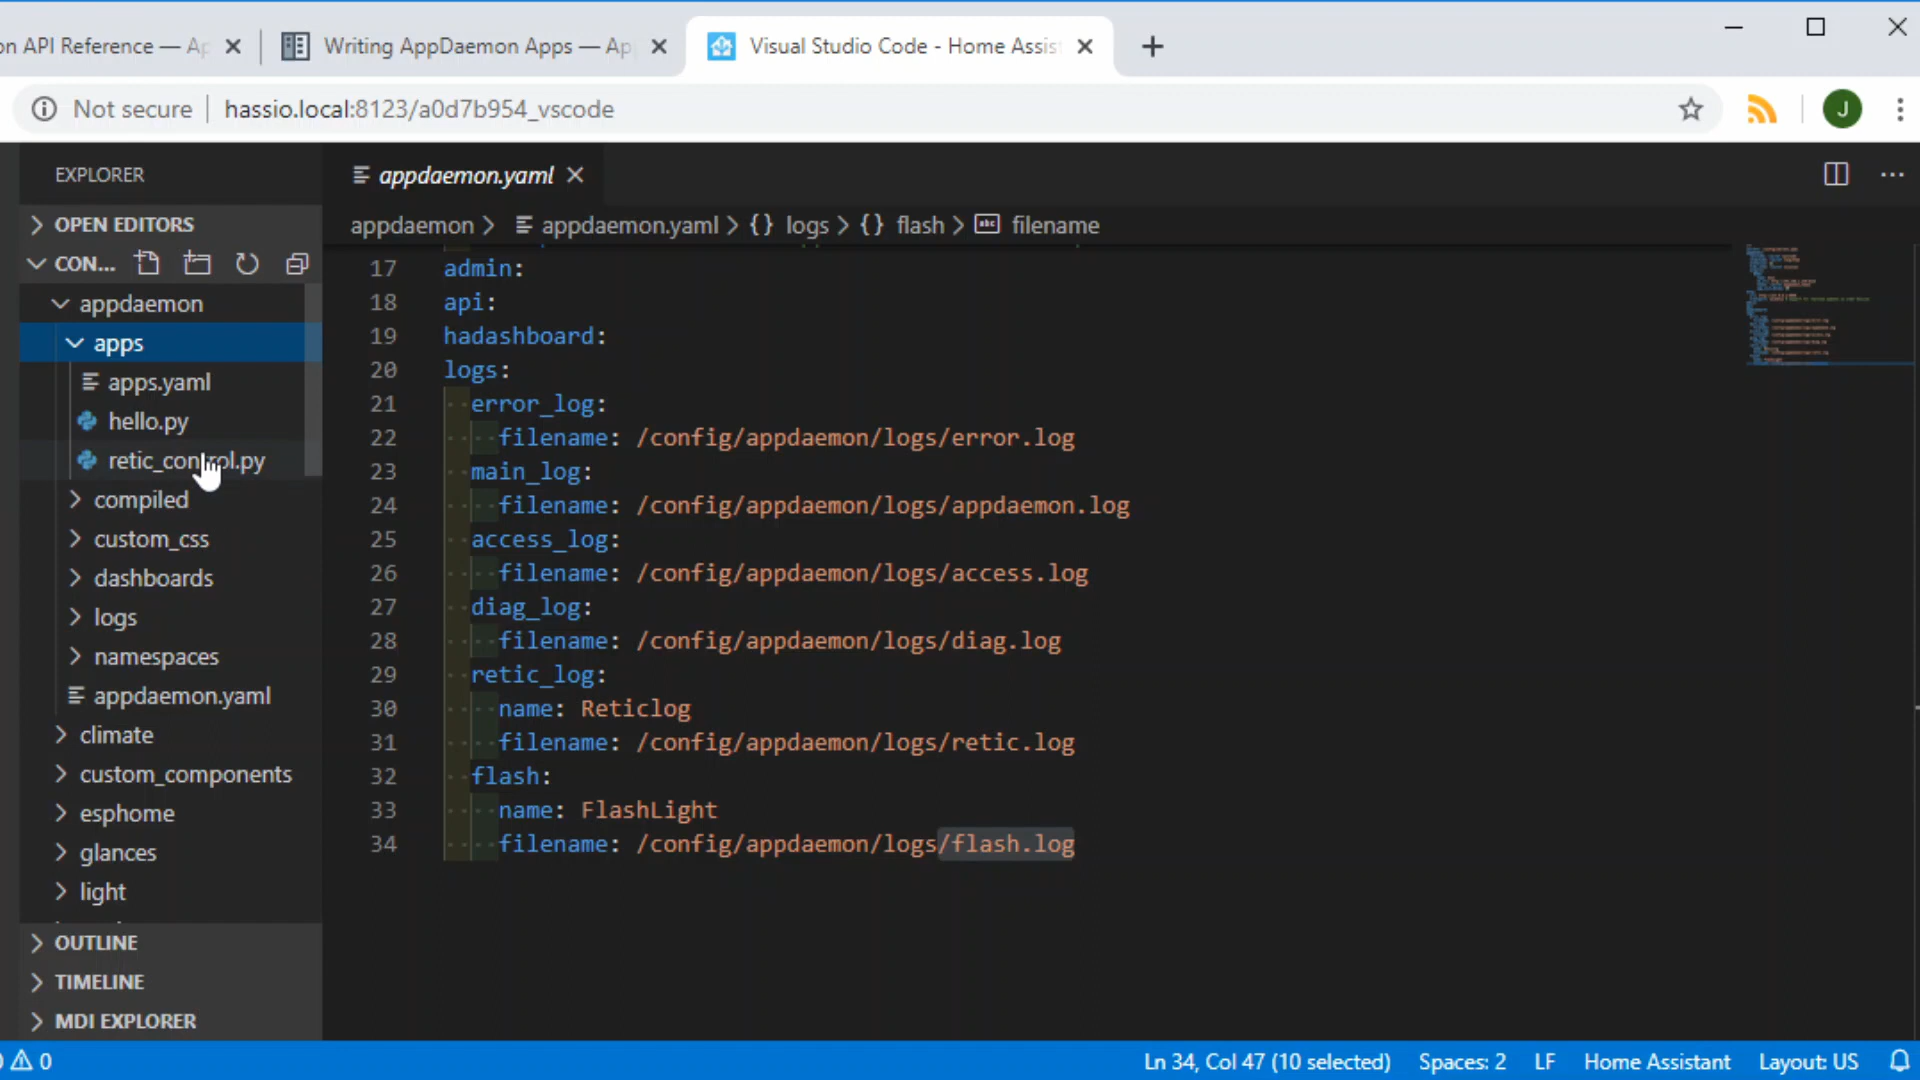 on API Reference — Ap
Writing AppDaemon Apps — Ap
Visual Studio Code - Home Assis
Not secure
hassio.local:8123/a0d7b954_vscode
J
EXPLORER
OPEN EDITORS
CON...
appdaemon
apps
apps.yaml
hello.py
retic_control.py
compiled
custom_css
dashboards
logs
namespaces
appdaemon.yaml
climate
custom_components
esphome
glances
light
OUTLINE
TIMELINE
MDI EXPLORER
appdaemon.yaml
appdaemon > appdaemon.yaml > {} logs > {} flash > abc filename
17 admin:
18 api:
19 hadashboard:
20 logs:
21 error_log:
22 filename: /config/appdaemon/logs/error.log
23 main_log:
24 filename: /config/appdaemon/logs/appdaemon.log
25 access_log:
26 filename: /config/appdaemon/logs/access.log
27 diag_log:
28 filename: /config/appdaemon/logs/diag.log
29 retic_log:
30 name: Reticlog
31 filename: /config/appdaemon/logs/retic.log
32 flash:
33 name: FlashLight
34 filename: /config/appdaemon/logs/flash.log
0
Ln 34, Col 47 (10 selected)
Spaces: 2
LF
Home Assistant
Layout: US